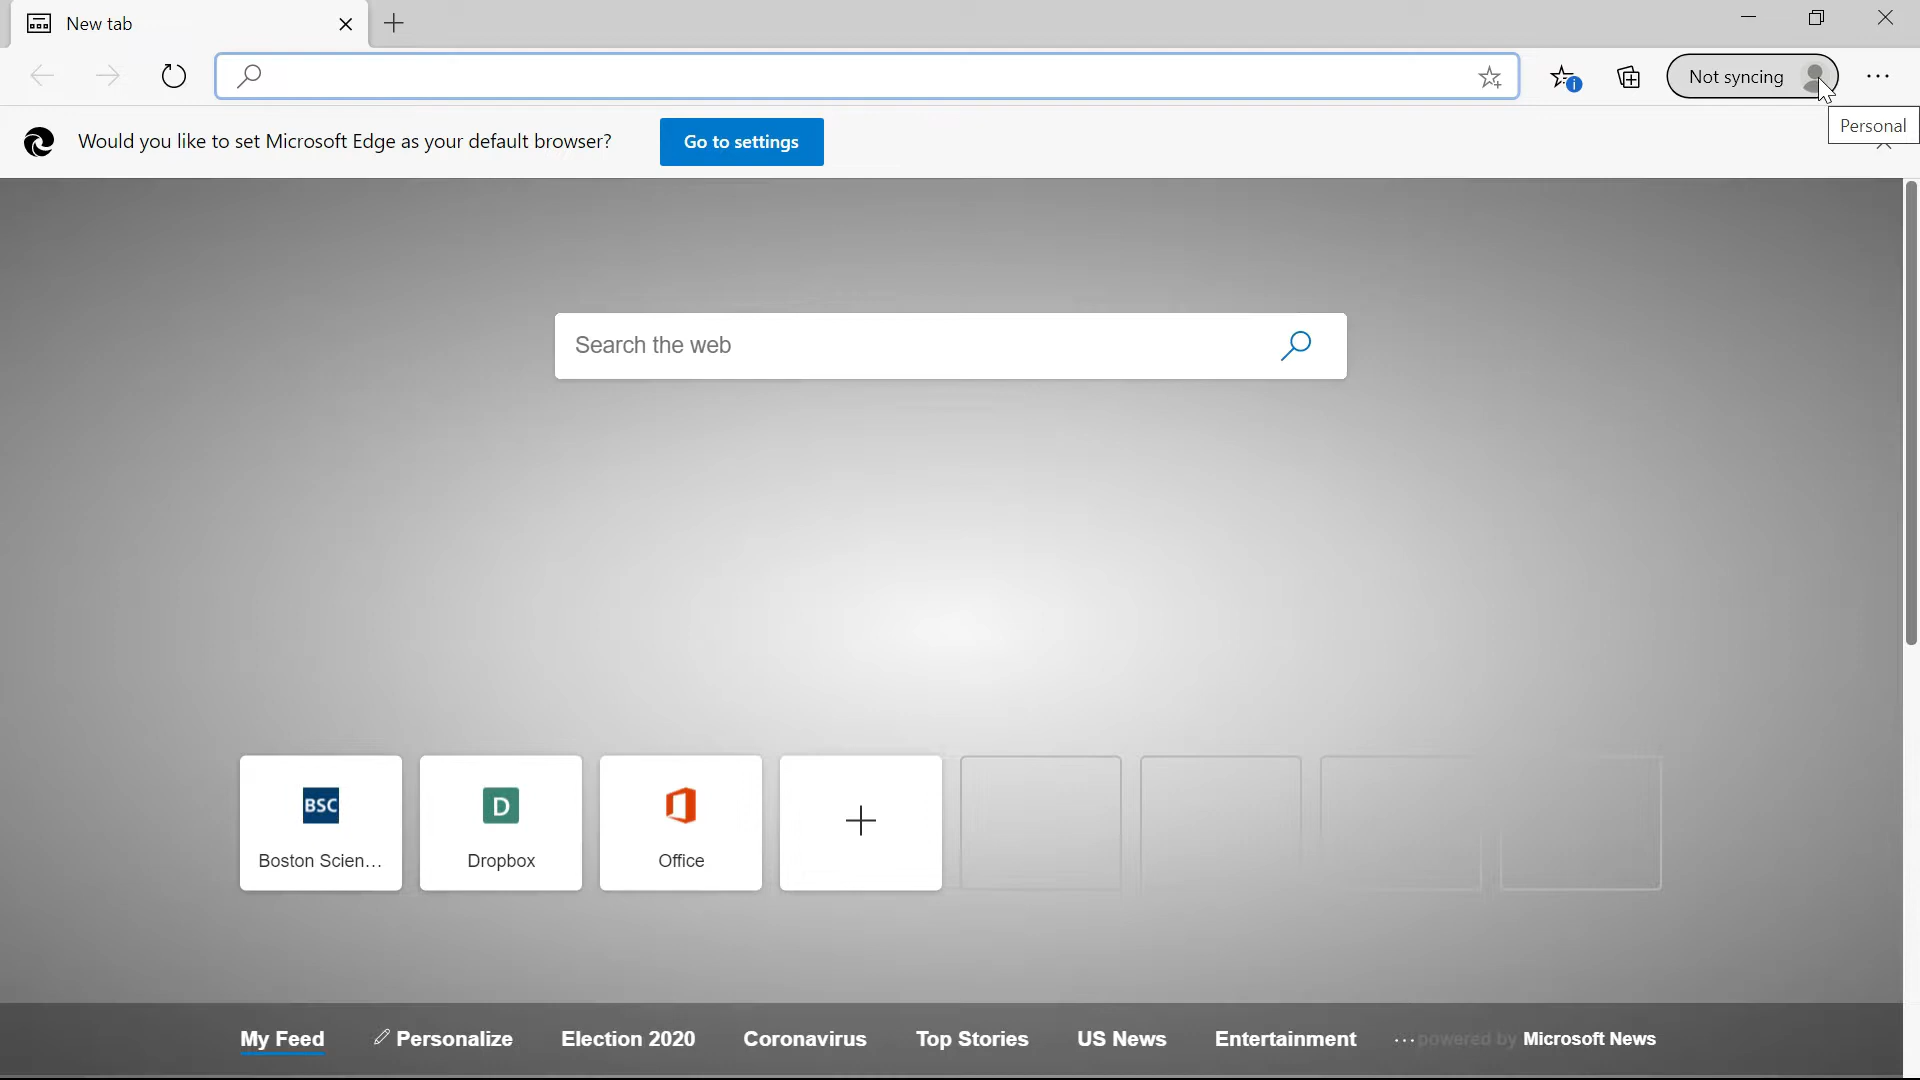 New tab
Not syncing
Personal
Would you like to set Microsoft Edge as your default browser?
Go to settings
Search the web
BSC
D
Boston Scien...
Dropbox
Office
My Feed
Personalize
Election 2020
Coronavirus
Top Stories
US News
Entertainment
... powered by Microsoft News